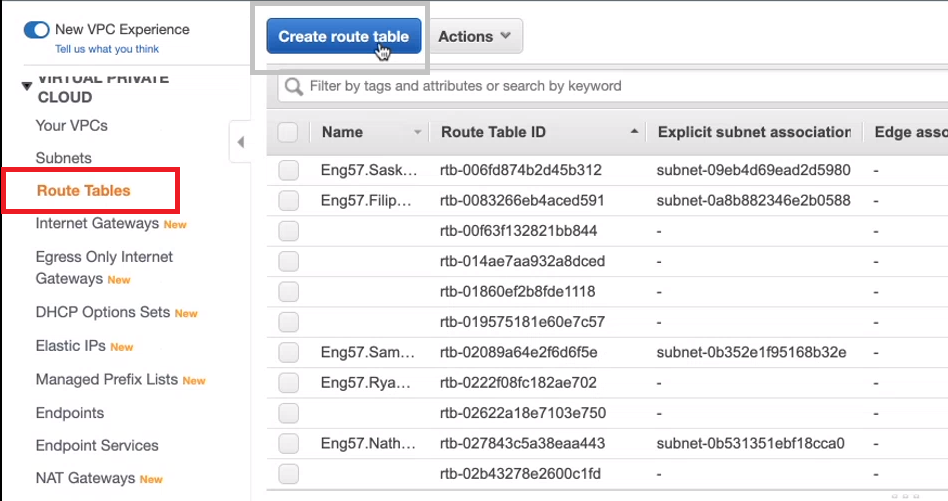 New VPC Experience
Tell us what you think
VIRTUAL PRIVATE
CLOUD
Your VPCs
Subnets
Route Tables
Internet Gateways New
Egress Only Internet
Gateways New
DHCP Options Sets New
Elastic IPs New
Managed Prefix Lists New
Endpoints
Endpoint Services
NAT Gateways New
Create route table Actions
Filter by tags and attributes or search by keyword
Name Route Table ID Explicit subnet association Edge asso
Eng57.Sask... rtb-006fd874b2d45b312 subnet-09eb4d69ead2d5980 -
Eng57.Filip... rtb-0083266eb4aced591 subnet-0a8b882346e2b0588 -
rtb-00f63f132821bb844 - -
rtb-014ae7aa932a8dced - -
rtb-01860ef2b8fde1118 - -
rtb-019575181e60e7c57 - -
Eng57.Sam... rtb-02089a64e2f6d6f5e subnet-0b352e1f95168b32e -
Eng57.Rya... rtb-0222f08fc182ae702 - -
rtb-02622a18e7103e750 - -
Eng57.Nath... rtb-027843c5a38eaa443 subnet-0b531351ebf18cca0 -
rtb-02b43278e2600c1fd - -